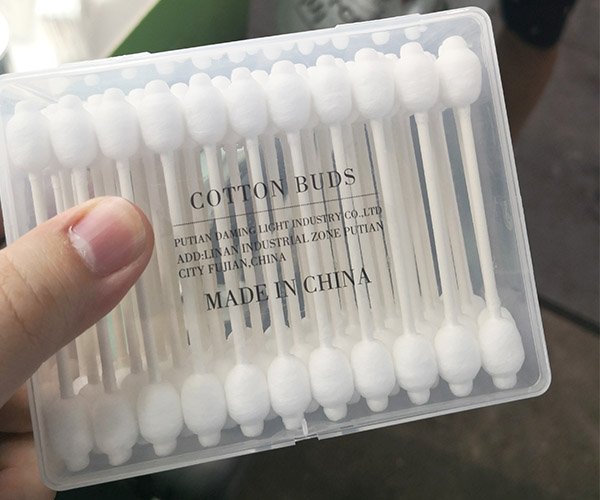 COTTON BUDS
PUTIAN DAMING LIGHT INDUSTRY CO.,LTD
ADD:LINAN INDUSTRIAL ZONE PUTIAN
CITY FUJIAN,CHINA
MADE IN CHINA